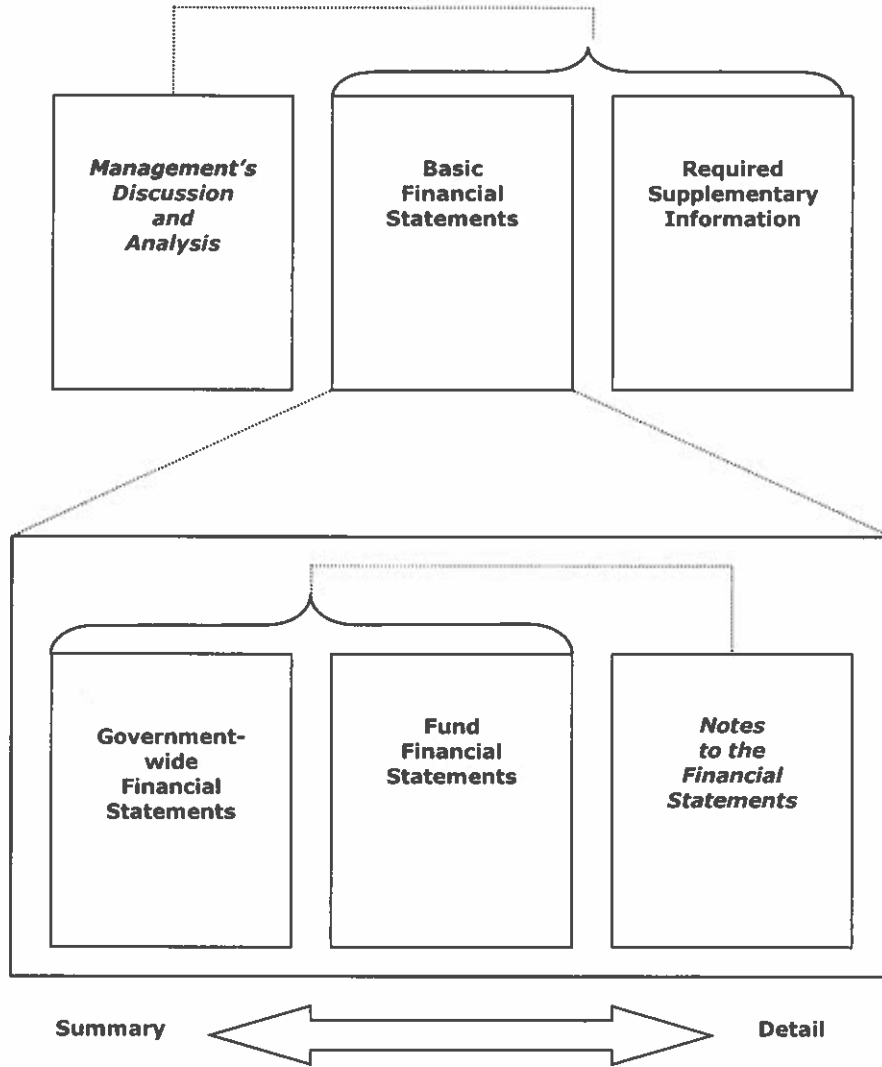 Management's
Discussion
and
Analysis
Basic
Financial
Statements
Required
Supplementary
Information
Government-
wide
Financial
Statements
Fund
Financial
Statements
Notes
to the
Financial
Statements
Summary
Detail